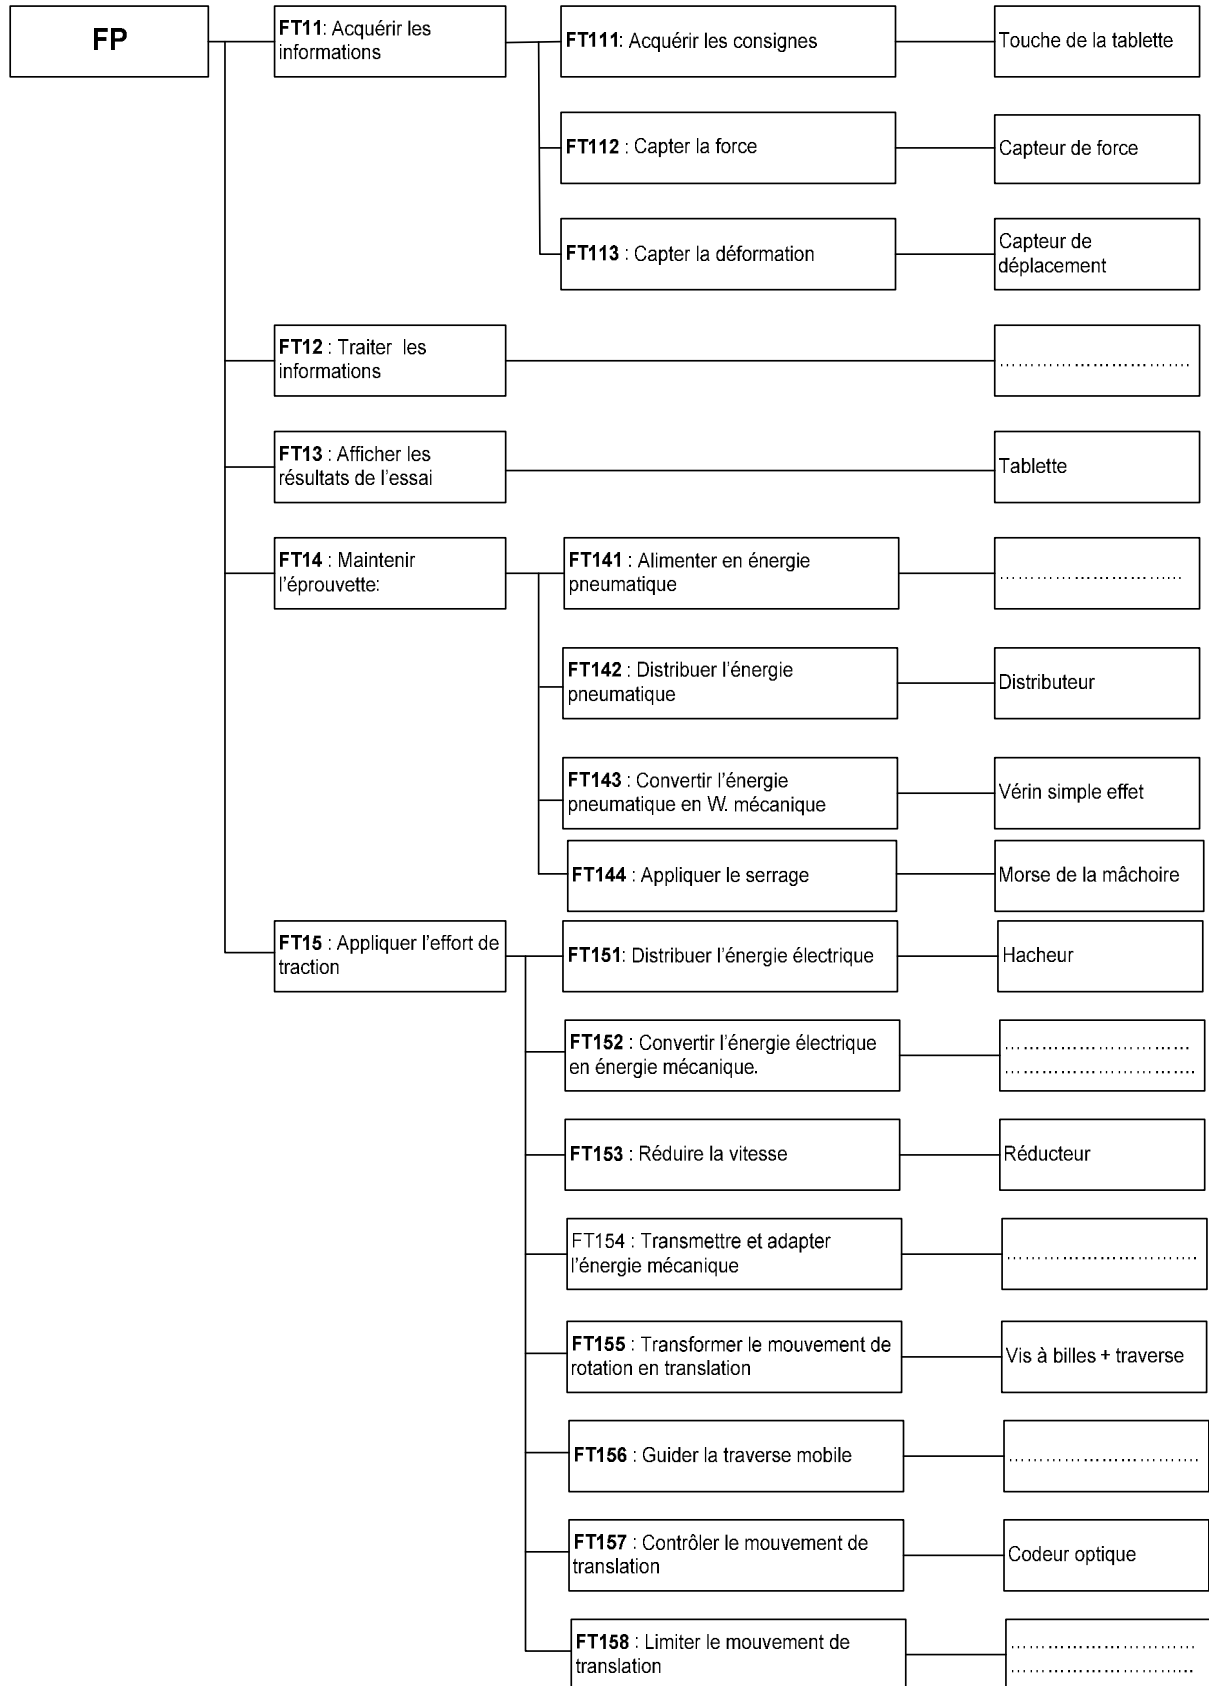 FP
FT11: Acquérir les
informations
FT111: Acquérir les consignes
Touche de la tablette
FT112 : Capter la force
Capteur de force
FT113 : Capter la déformation
Capteur de
déplacement
FT12 : Traiter les
informations
…………………………….
FT13 : Afficher les
résultats de l’essai
Tablette
FT14 : Maintenir
l’éprouvette:
FT141 : Alimenter en énergie
pneumatique
…………………………...
FT142 : Distribuer l’énergie
pneumatique
Distributeur
FT143 : Convertir l’énergie
pneumatique en W. mécanique
Vérin simple effet
FT144 : Appliquer le serrage
Morse de la mâchoire
FT15 : Appliquer l’effort de
traction
FT151: Distribuer l’énergie électrique
Hacheur
FT152 : Convertir l’énergie électrique
en énergie mécanique.
…………………………
………………………….
FT153 : Réduire la vitesse
Réducteur
FT154 : Transmettre et adapter
l’énergie mécanique
………………………….
FT155 : Transformer le mouvement de
rotation en translation
Vis à billes + traverse
FT156 : Guider la traverse mobile
………………………….
FT157 : Contrôler le mouvement de
translation
Codeur optique
FT158 : Limiter le mouvement de
translation
…………………………
………………………..